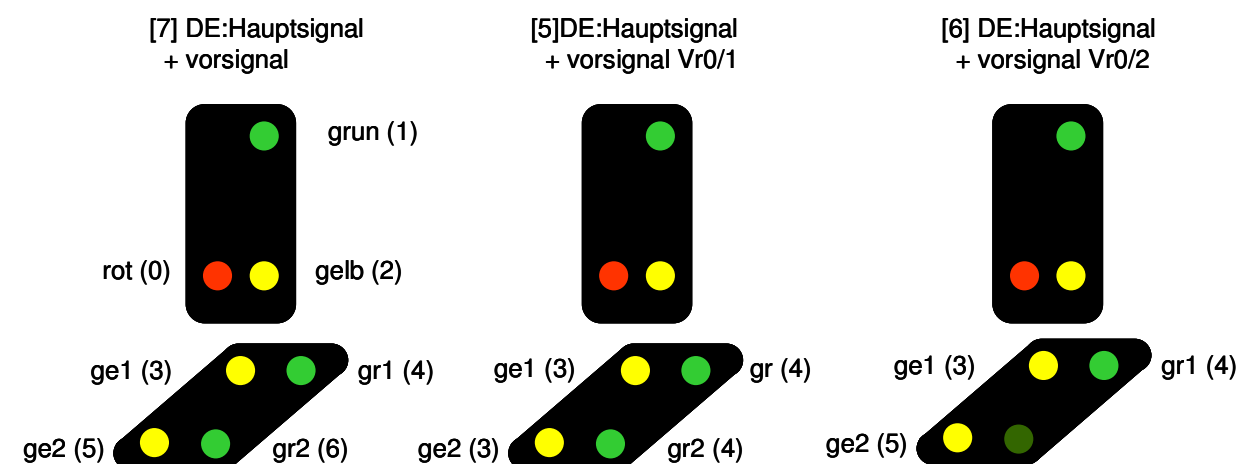 [7] DE:Hauptsignal
+ vorsignal
[5]DE:Hauptsignal
+ vorsignal Vr0/1
[6] DE:Hauptsignal
+ vorsignal Vr0/2
grun (1)
rot (0)
gelb (2)
ge1 (3)
gr1 (4)
ge2 (5)
gr2 (6)
ge1 (3)
gr (4)
ge2 (3)
gr2 (4)
ge1 (3)
gr1 (4)
ge2 (5)